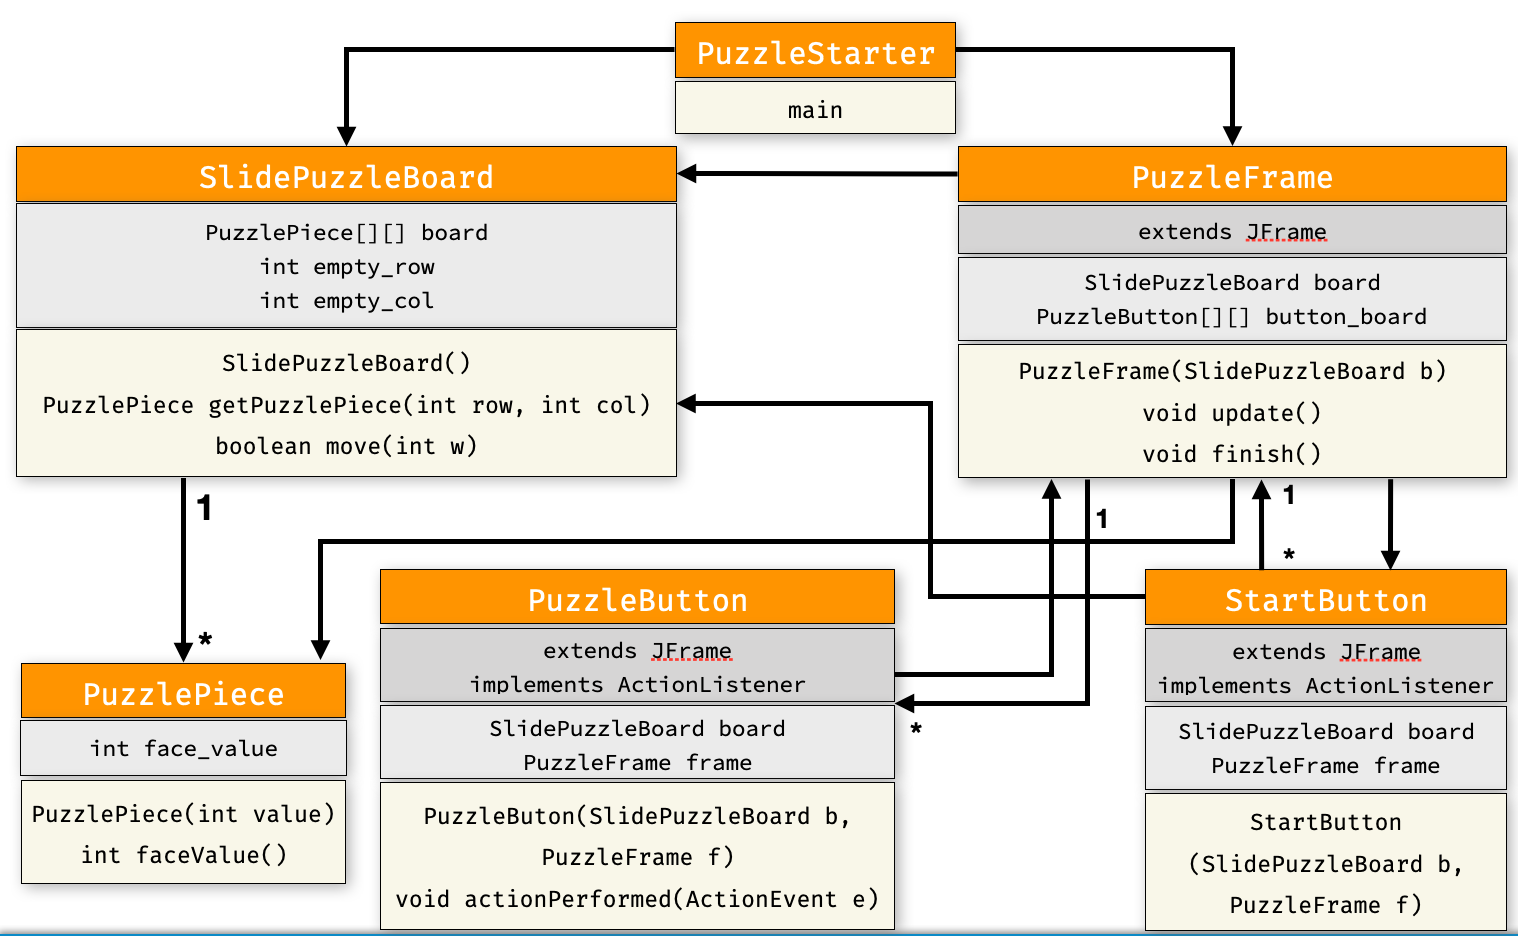 PuzzleStarter
main
SlidePuzzleBoard
PuzzlePiece[][] board
int empty_row
int empty_col
SlidePuzzleBoard()
PuzzlePiece getPuzzlePiece(int row, int col)
boolean move(int w)
PuzzleFrame
extends JFrame
SlidePuzzleBoard board
PuzzleButton[][] button_board
PuzzleFrame(SlidePuzzleBoard b)
void update()
void finish()
1
*
1
*
1
*
PuzzlePiece
int face_value
PuzzlePiece(int value)
int faceValue()
PuzzleButton
extends JFrame
implements ActionListener
SlidePuzzleBoard board
PuzzleFrame frame
PuzzleButon(SlidePuzzleBoard b,
PuzzleFrame f)
void actionPerformed(ActionEvent e)
StartButton
extends JFrame
implements ActionListener
SlidePuzzleBoard board
PuzzleFrame frame
StartButton
(SlidePuzzleBoard b,
PuzzleFrame f)